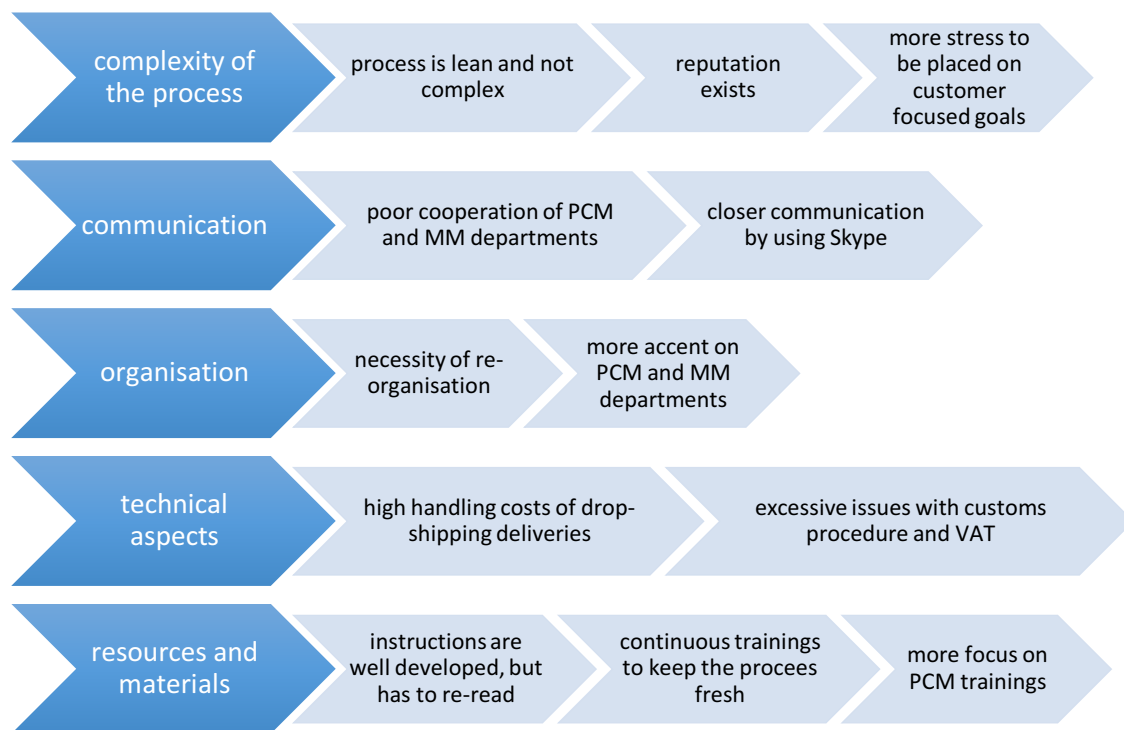 complexity of
the process
process is lean and not
complex
reputation
exists
more stress to
be placed on
customer
focused goals
communication
poor cooperation of PCM
and MM departments
closer communication
by using Skype
organisation
necessity of re-
organisation
more accent on
PCM and MM
departments
technical
aspects
high handling costs of drop-
shipping deliveries
excessive issues with customs
procedure and VAT
resources and
materials
instructions are
well developed, but
has to re-read
continuous trainings
to keep the procees
fresh
more focus on
PCM trainings